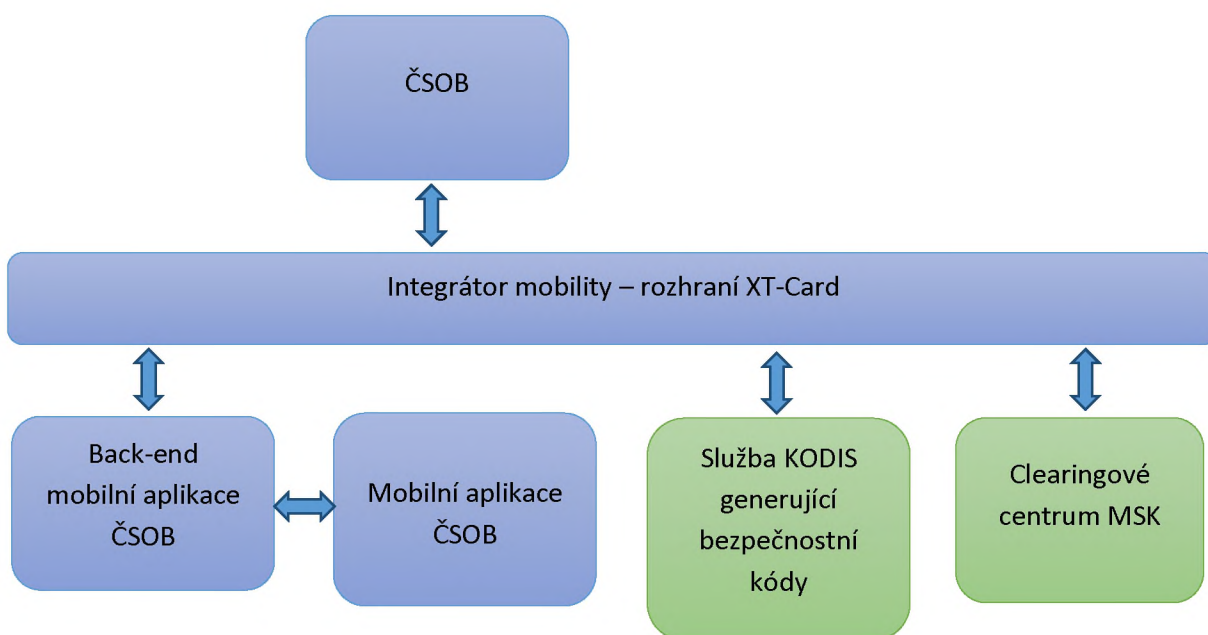 ČSOB
Integrátor mobility – rozhraní XT-Card
Back-end
mobilní aplikace
ČSOB
Mobilní aplikace
ČSOB
Služba KODIS
generující
bezpečnostní
kódy
Clearingové
centrum MSK